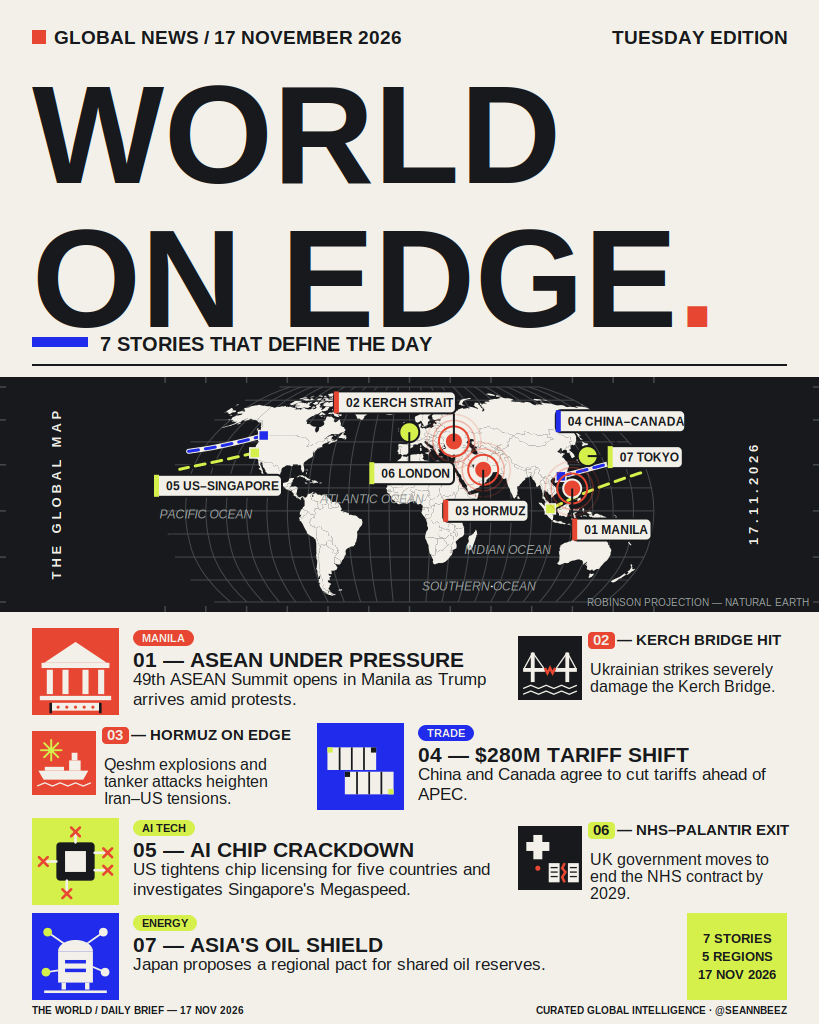 GLOBAL NEWS / 17 NOVEMBER 2026
TUESDAY EDITION
WORLD
ON EDGE.
7 STORIES THAT DEFINE THE DAY
THE GLOBAL MAP
02 KERCH STRAIT
04 CHINA–CANADA
07 TOKYO
06 LONDON
05 US–SINGAPORE
ATLANTIC OCEAN
03 HORMUZ
PACIFIC OCEAN
01 MANILA
INDIAN OCEAN
SOUTHERN OCEAN
17.11.2026
ROBINSON PROJECTION — NATURAL EARTH
MANILA
01 — ASEAN UNDER PRESSURE
49th ASEAN Summit opens in Manila as Trump
arrives amid protests.
02 — KERCH BRIDGE HIT
Ukrainian strikes severely
damage the Kerch Bridge.
03 — HORMUZ ON EDGE
Qeshm explosions and
tanker attacks heighten
Iran–US tensions.
TRADE
04 — $280M TARIFF SHIFT
China and Canada agree to cut tariffs ahead of
APEC.
AI TECH
05 — AI CHIP CRACKDOWN
US tightens chip licensing for five countries and
investigates Singapore's Megaspeed.
06 — NHS–PALANTIR EXIT
UK government moves to
end the NHS contract by
2029.
ENERGY
07 — ASIA'S OIL SHIELD
Japan proposes a regional pact for shared oil reserves.
7 STORIES
5 REGIONS
17 NOV 2026
THE WORLD / DAILY BRIEF — 17 NOV 2026
CURATED GLOBAL INTELLIGENCE · @SEANNBEEZ